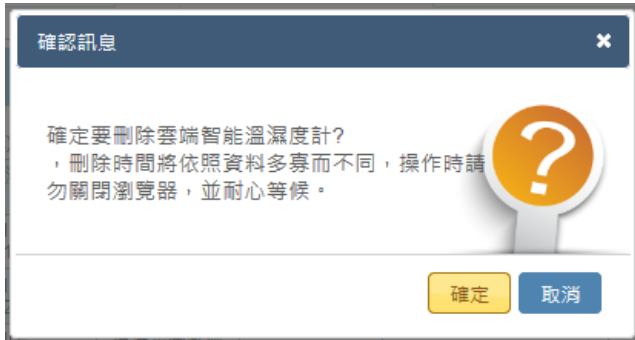 確認訊息
確定要刪除雲端智能溫濕度計?
，刪除時間將依照資料多寡而不同，操作時請
勿關閉瀏覽器，並耐心等候。
確定
取消